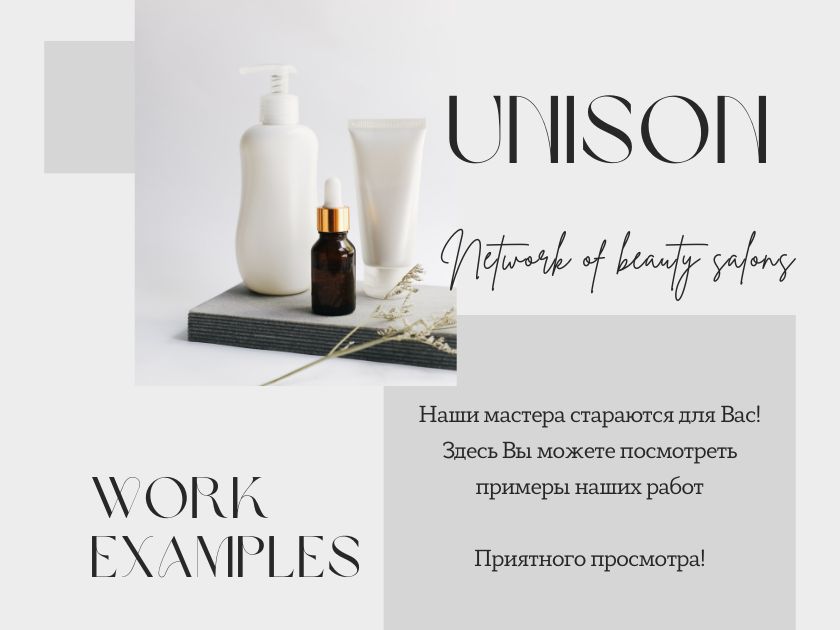 UNISON
Network of beauty salons
Наши мастера стараются для Вас!
Здесь Вы можете посмотреть
примеры наших работ
Приятного просмотра!
WORK
EXAMPLES